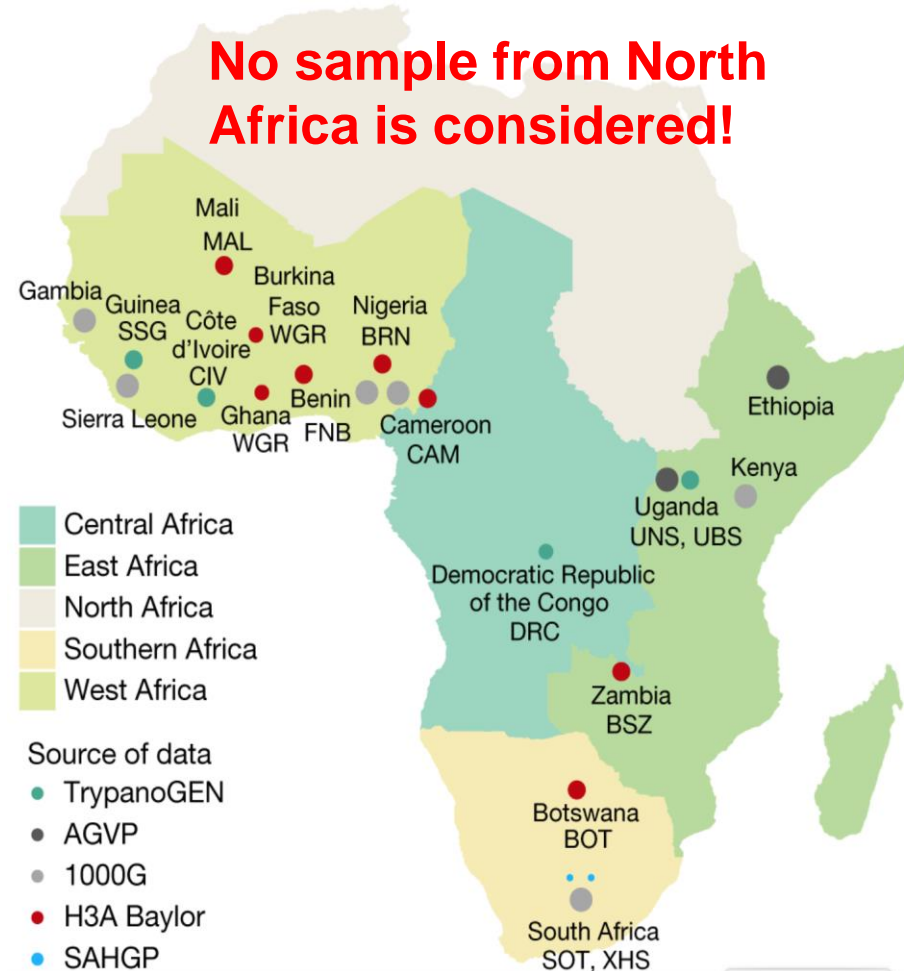 No sample from North
Africa is considered!
Mali
MAL
Burkina
Faso
WGR
Gambia
Guinea
SSG
Côte
d'Ivoire
CIV
Nigeria
BRN
Sierra Leone
Ghana
WGR
Benin
FNB
Cameroon
CAM
Ethiopia
Kenya
Uganda
UNS, UBS
Democratic Republic
of the Congo
DRC
Zambia
BSZ
Botswana
BOT
South Africa
SOT, XHS
Central Africa
East Africa
North Africa
Southern Africa
West Africa
Source of data
TrypanoGEN
AGVP
1000G
H3A Baylor
SAHGP